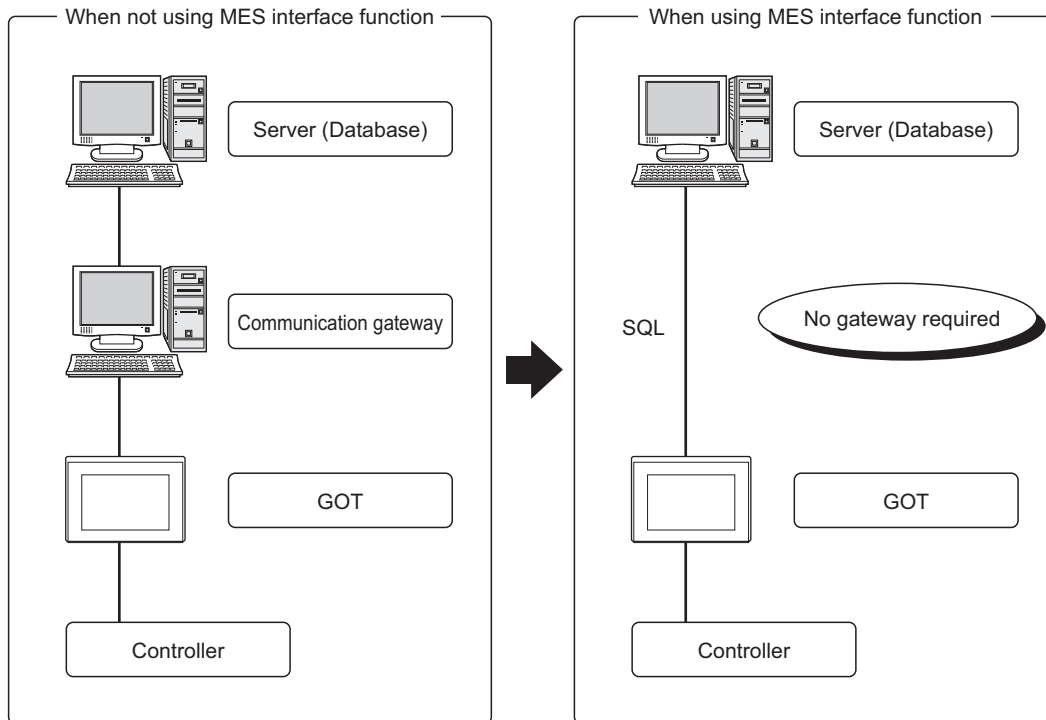 When not using MES interface function
Server (Database)
Communication gateway
GOT
Controller
When using MES interface function
Server (Database)
SQL
No gateway required
GOT
Controller